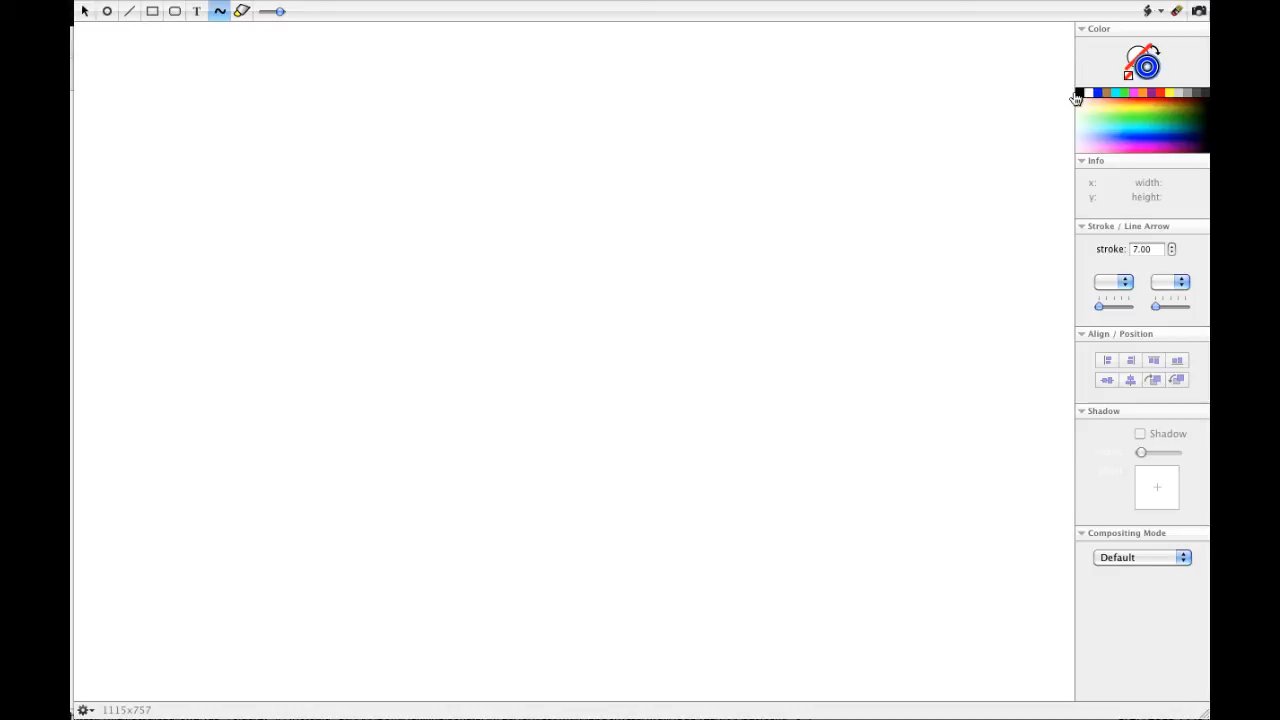 T
Color
Info
x: width:
y: height:
Stroke / Line Arrow
stroke: 7.00
Align / Position
Shadow
Shadow
Compositing Mode
Default
1115x757